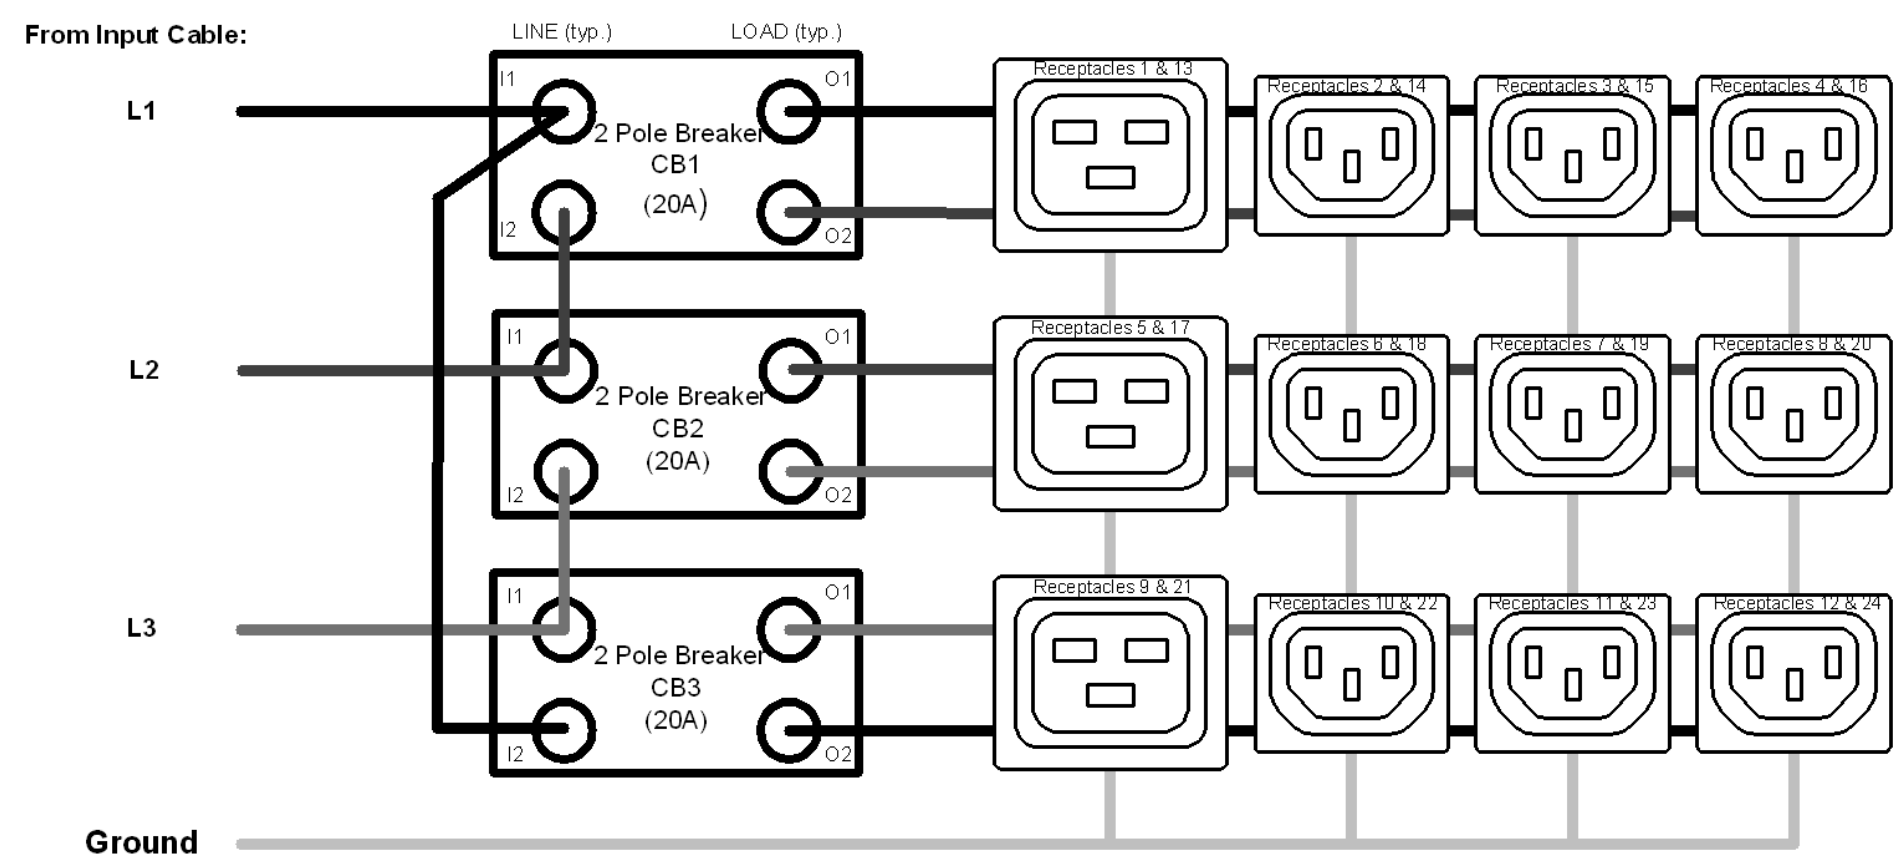 From Input Cable:
LINE (typ.)
LOAD (typ.)
L1
I1
O1
2 Pole Breaker
CB1
(20A)
I2
O2
Receptacles 1 & 13
Receptacles 2 & 14
Receptacles 3 & 15
Receptacles 4 & 16
L2
I1
O1
2 Pole Breaker
CB2
(20A)
I2
O2
Receptacles 5 & 17
Receptacles 6 & 18
Receptacles 7 & 19
Receptacles 8 & 20
L3
I1
O1
2 Pole Breaker
CB3
(20A)
I2
O2
Receptacles 9 & 21
Receptacles 10 & 22
Receptacles 11 & 23
Receptacles 12 & 24
Ground